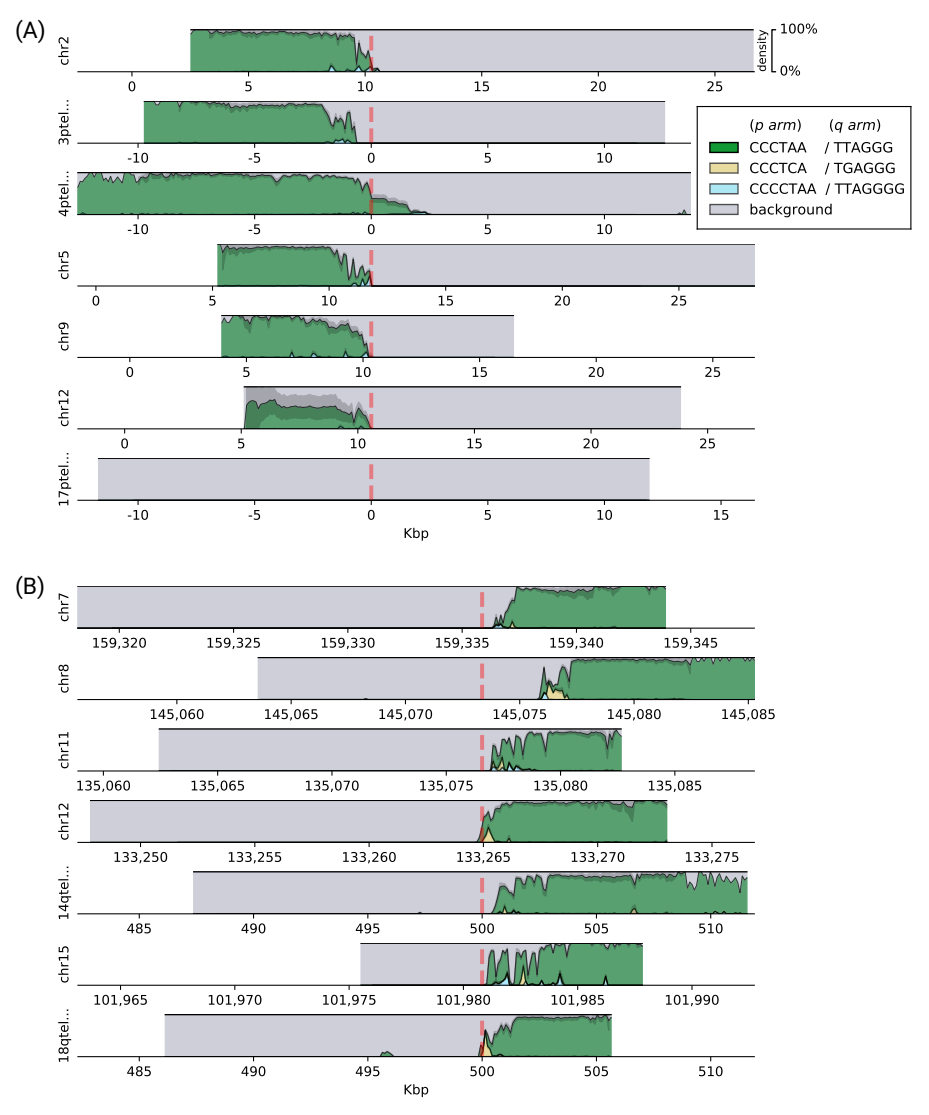 (A)
chr2
0 5 10 15 20 25
density
100%
0%
3ptel...
-10 -5 0 5 10
(p arm) (q arm)
CCCTAA / TTAGGG
CCCTCA / TGAGGG
CCCCTAA / TTAGGGG
background
4ptel...
-10 -5 0 5 10
chr5
0 5 10 15 20 25
chr9
0 5 10 15 20 25
chr12
0 5 10 15 20 25
17ptel...
-10 -5 0 5 10 15
Kbp
(B)
chr7
159,320 159,325 159,330 159,335 159,340 159,345
chr8
145,060 145,065 145,070 145,075 145,080 145,085
chr11
135,060 135,065 135,070 135,075 135,080 135,085
chr12
133,250 133,255 133,260 133,265 133,270 133,275
14qtel...
485 490 495 500 505 510
chr15
101,965 101,970 101,975 101,980 101,985 101,990
18qtel...
485 490 495 500 505 510
Kbp